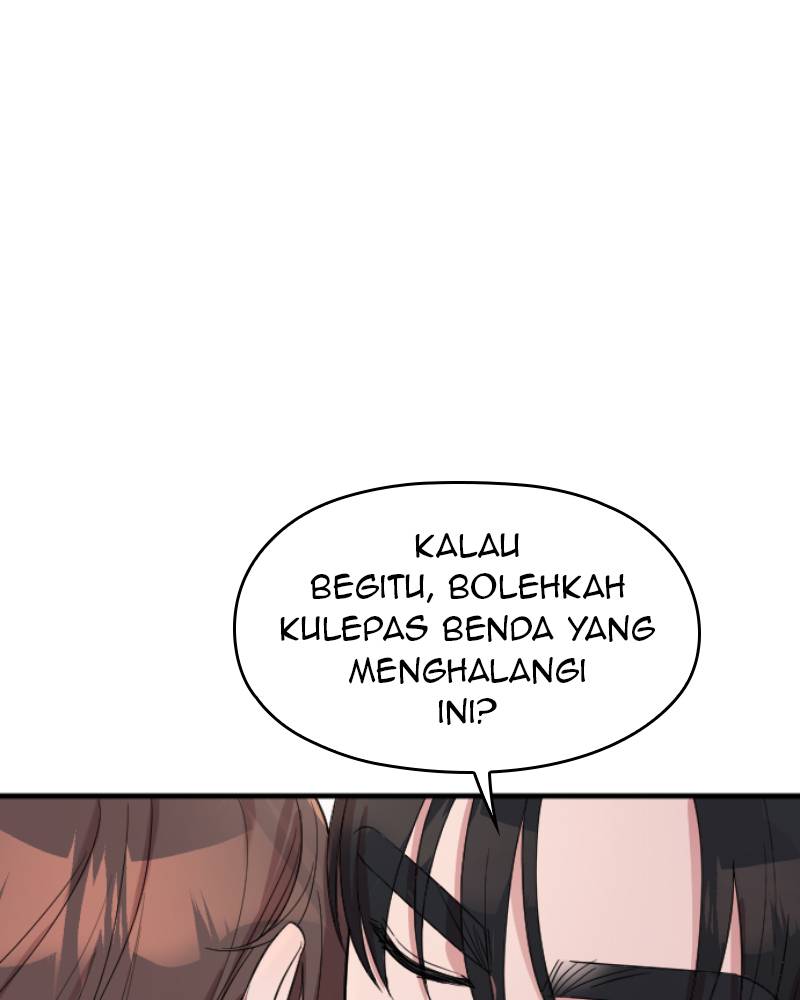 KALAU
BEGITU, BOLEHKAH
KULEPAS BENDA YANG
MENGHALANGI
INI?